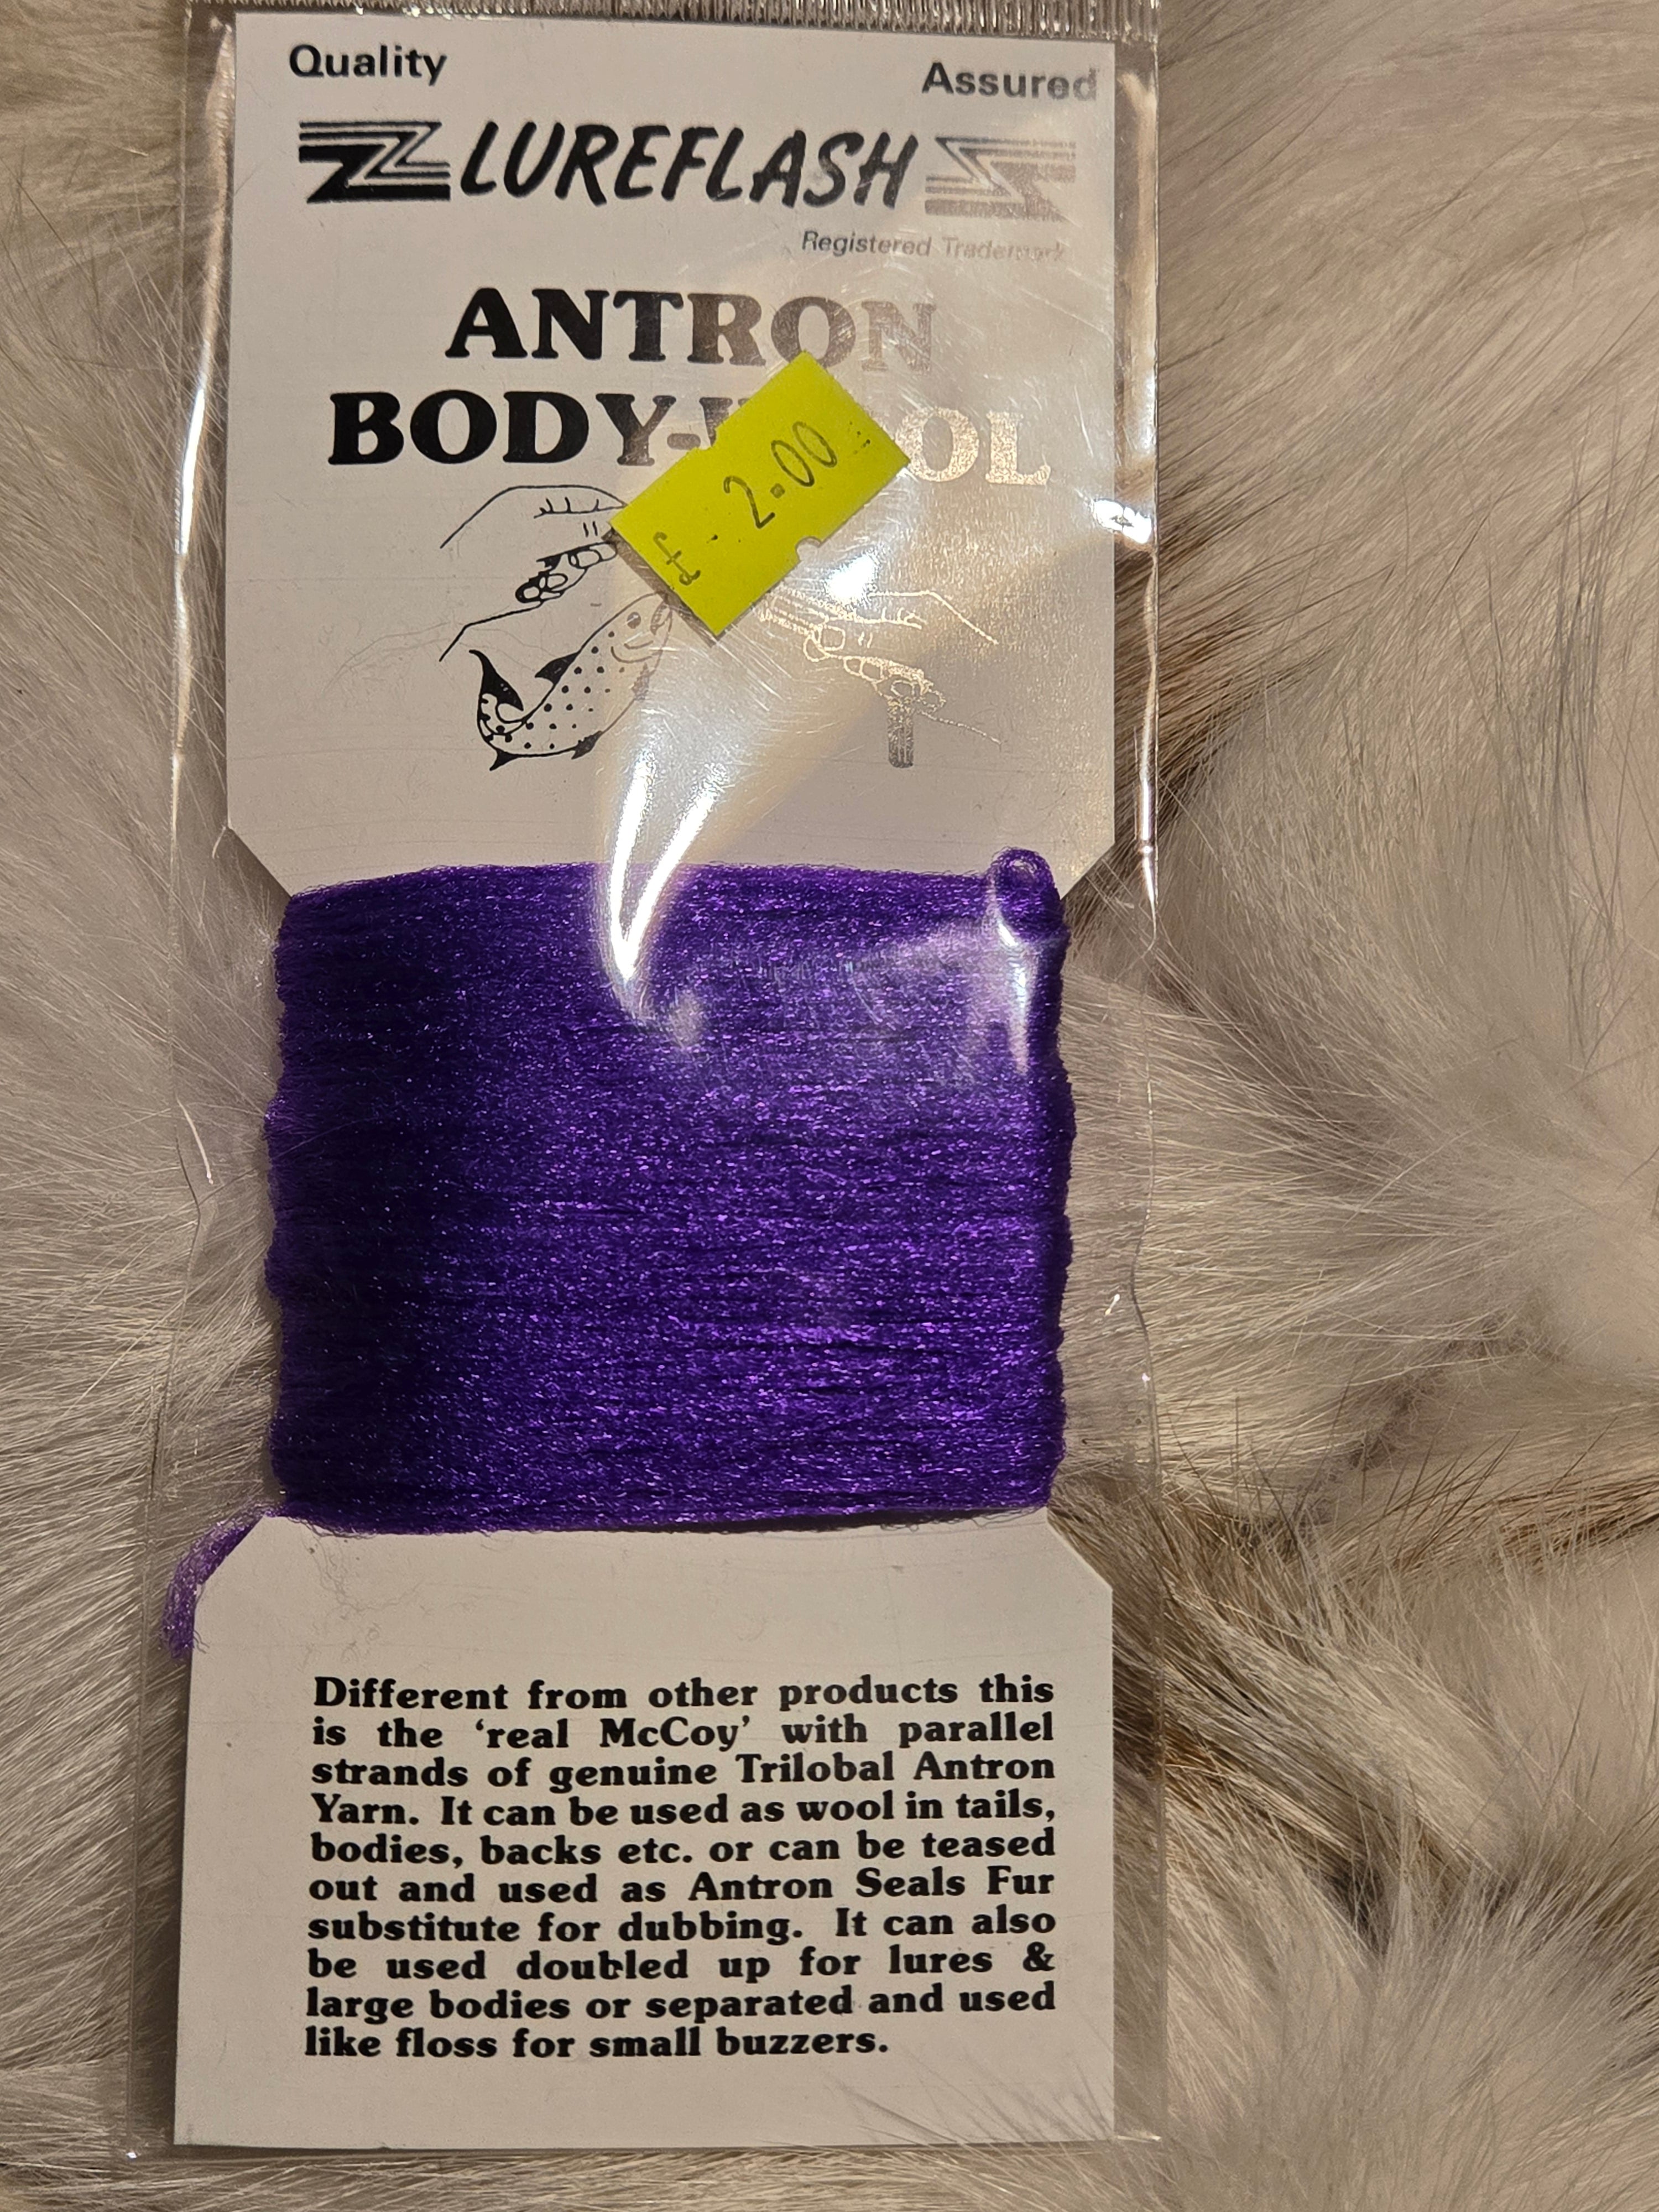 Quality Assured
LUREFLASH
Registered Trademark
ANTRON
BODY-WOOL
£ 2.00
Different from other products this
is the ‘real McCoy’ with parallel
strands of genuine Trilobal Antron
Yarn. It can be used as wool in tails,
bodies, backs etc. or can be teased
out and used as Antron Seals Fur
substitute for dubbing. It can also
be used doubled up for lures &
large bodies or separated and used
like floss for small buzzers.